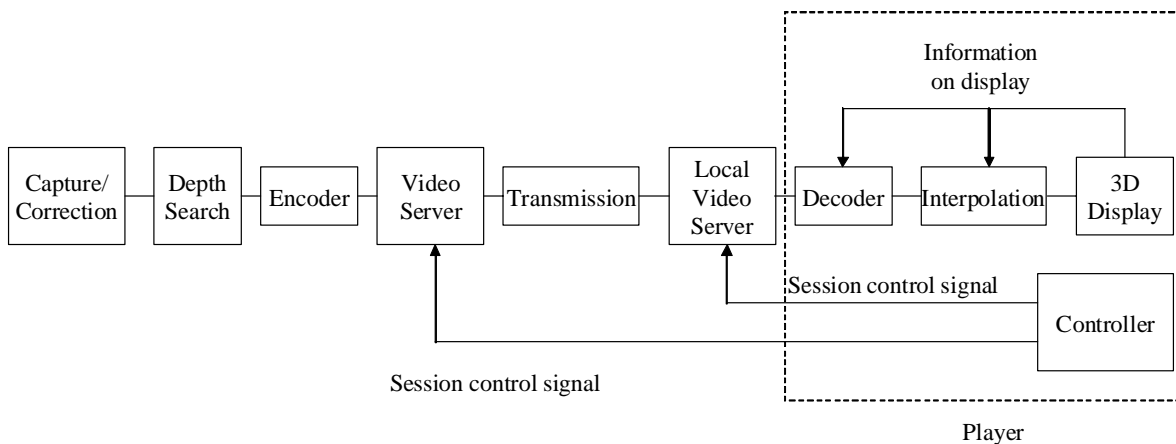 Information
on display
Capture/
Correction
Depth
Search
Encoder
Video
Server
Transmission
Local
Video
Server
Decoder
Interpolation
3D
Display
Session control signal
Controller
Session control signal
Player